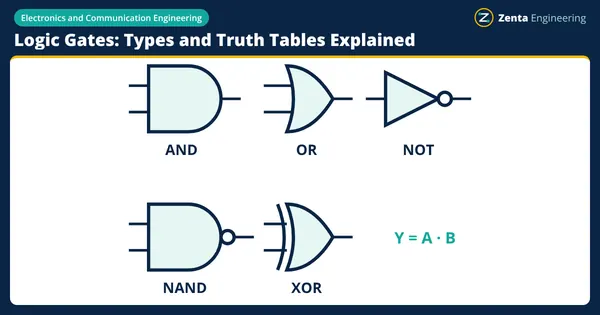 Electronics and Communication Engineering
Zenta Engineering
Logic Gates: Types and Truth Tables Explained
AND
OR
NOT
NAND
XOR
Y = A · B